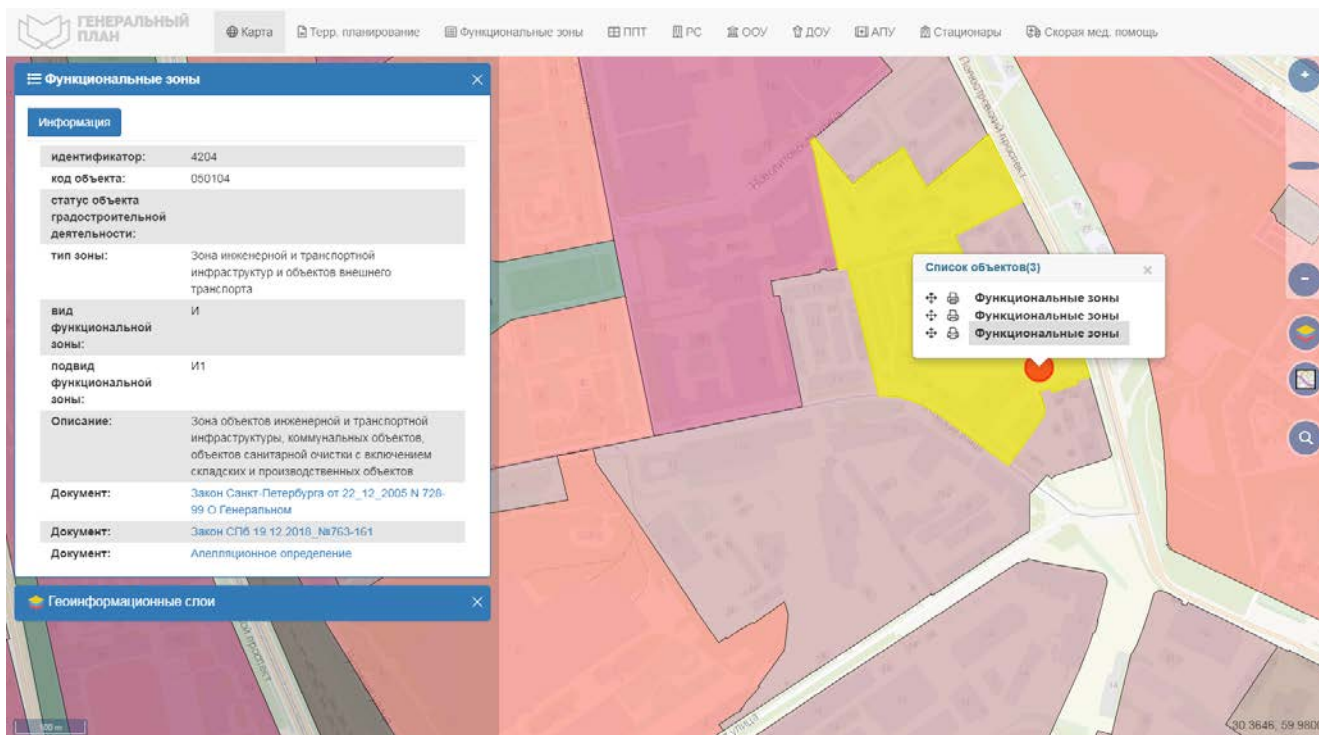 ГЕНЕРАЛЬНЫЙ
ПЛАН
Карта
Терр. планирование
Функциональные зоны
ППТ
РС
ООУ
ДОУ
АПУ
Стационары
Скорая мед. помощь
Функциональные зоны
Информация
идентификатор: 4204
код объекта: 050104
статус объекта
градостроительной
деятельности:
тип зоны: Зона инженерной и транспортной
инфраструктур и объектов внешнего
транспорта
вид И
функциональной
зоны:
подвид И1
функциональной
зоны:
Описание: Зона объектов инженерной и транспортной
инфраструктуры, коммунальных объектов,
объектов санитарной очистки с включением
складских и производственных объектов
Документ: Закон Санкт-Петербурга от 22_12_2005 N 728-
99 О Генеральном
Документ: Закон СПб 19.12.2018_№763-161
Документ: Апелляционное определение
Геоинформационные слои
Список объектов(3)
Функциональные зоны
Функциональные зоны
Функциональные зоны
проспект
улица
100 m
30.3646, 59.9806